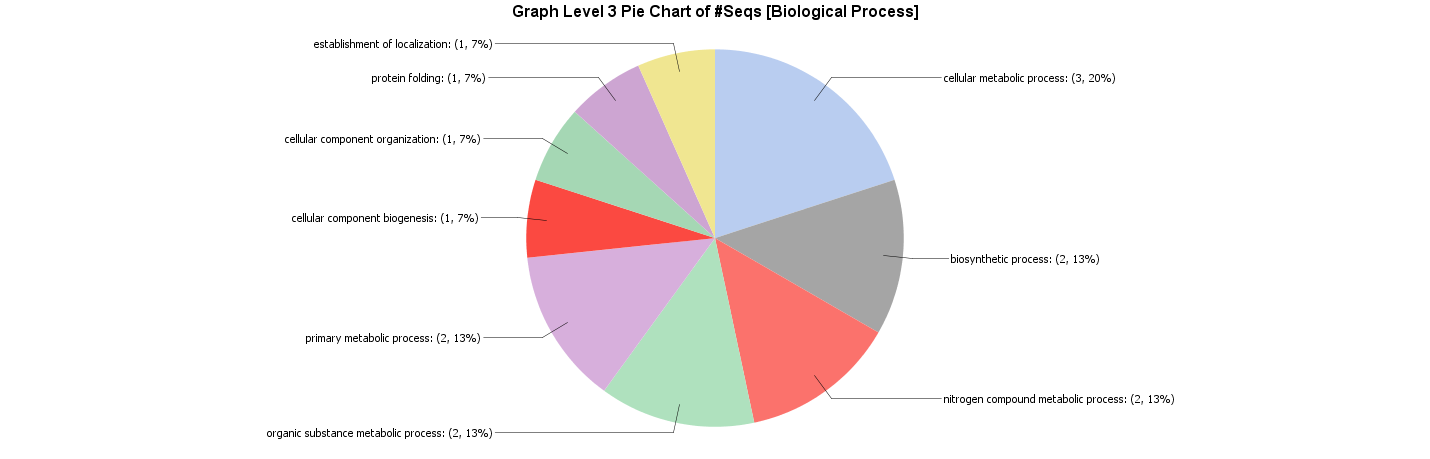 Graph Level 3 Pie Chart of #Seqs [Biological Process]
establishment of localization: (1, 7%)
protein folding: (1, 7%)
cellular metabolic process: (3, 20%)
cellular component organization: (1, 7%)
cellular component biogenesis: (1, 7%)
biosynthetic process: (2, 13%)
primary metabolic process: (2, 13%)
nitrogen compound metabolic process: (2, 13%)
organic substance metabolic process: (2, 13%)